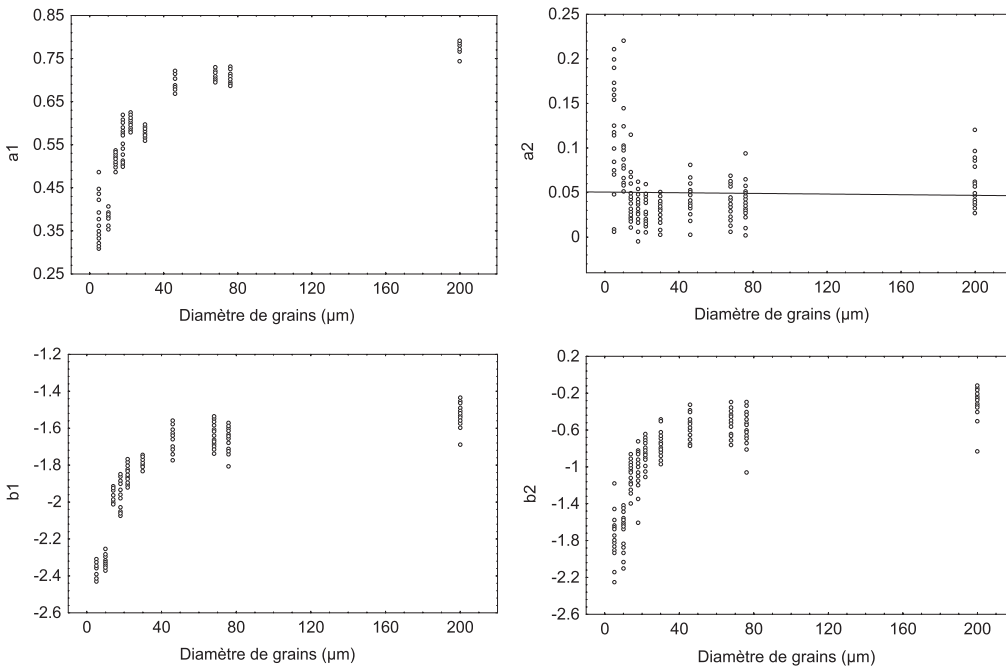 0.85
0.75
0.65
0.55
0.45
0.35
0.25
a1
0 40 80 120 160 200
Diamètre de grains (µm)
0.25
0.2
0.15
0.1
0.05
0
a2
0 40 80 120 160 200
Diamètre de grains (µm)
-1.2
-1.4
-1.6
-1.8
-2
-2.2
-2.4
-2.6
b1
0 40 80 120 160 200
Diamètre de grains (µm)
0.2
-0.2
-0.6
-1
-1.4
-1.8
-2.2
-2.6
b2
0 40 80 120 160 200
Diamètre de grains (µm)